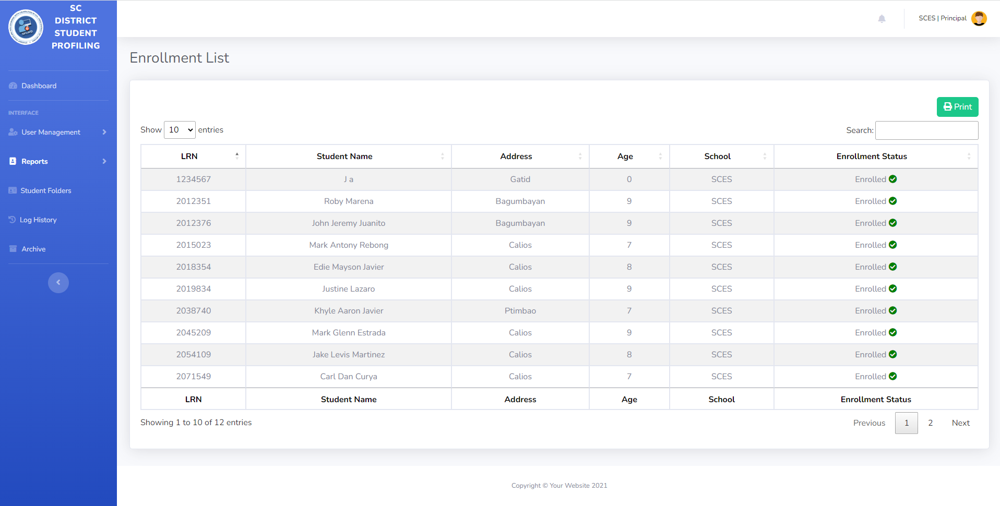 SC
DISTRICT
STUDENT
PROFILING
SCES | Principal
Dashboard
INTERFACE
User Management
Reports
Student Folders
Log History
Archive
Enrollment List
Print
Show 10 entries
Search:
LRN Student Name Address Age School Enrollment Status
1234567 J a Gatid 0 SCES Enrolled
2012351 Roby Marena Bagumbayan 9 SCES Enrolled
2012376 John Jeremy Juanito Bagumbayan 9 SCES Enrolled
2015023 Mark Antony Rebong Calios 7 SCES Enrolled
2018354 Edie Mayson Javier Calios 8 SCES Enrolled
2019834 Justine Lazaro Calios 9 SCES Enrolled
2038740 Khyle Aaron Javier Ptimbao 7 SCES Enrolled
2045209 Mark Glenn Estrada Calios 9 SCES Enrolled
2054109 Jake Levis Martinez Calios 8 SCES Enrolled
2071549 Carl Dan Curya Calios 7 SCES Enrolled
LRN Student Name Address Age School Enrollment Status
Showing 1 to 10 of 12 entries
Previous 1 2 Next
Copyright © Your Website 2021